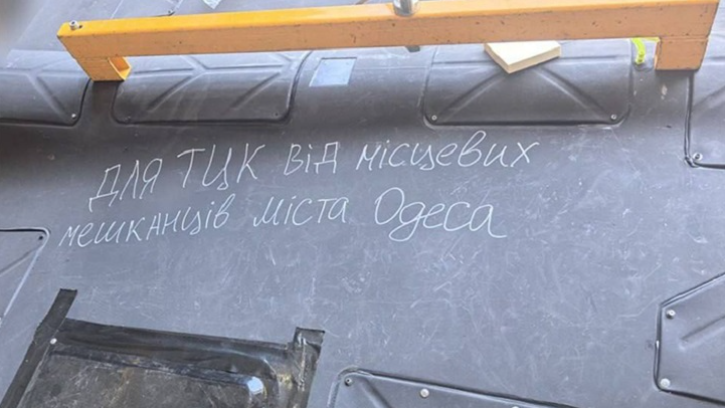 для ТЦК від місцевих
мешканців міста Одеса